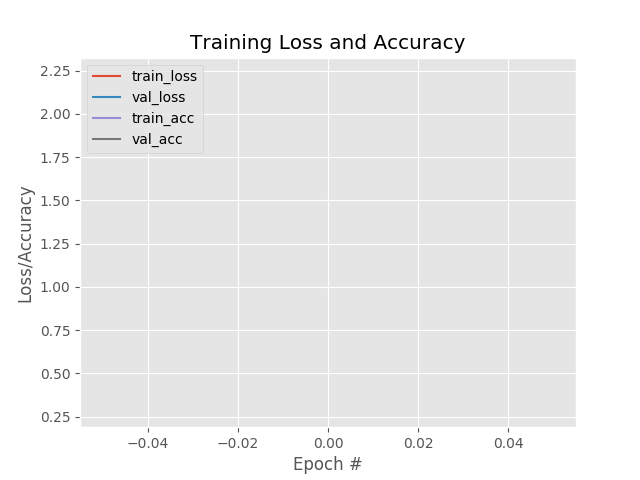 Training Loss and Accuracy
train_loss
val_loss
train_acc
val_acc
2.25
2.00
1.75
1.50
1.25
1.00
0.75
0.50
0.25
Loss/Accuracy
−0.04 −0.02 0.00 0.02 0.04
Epoch #